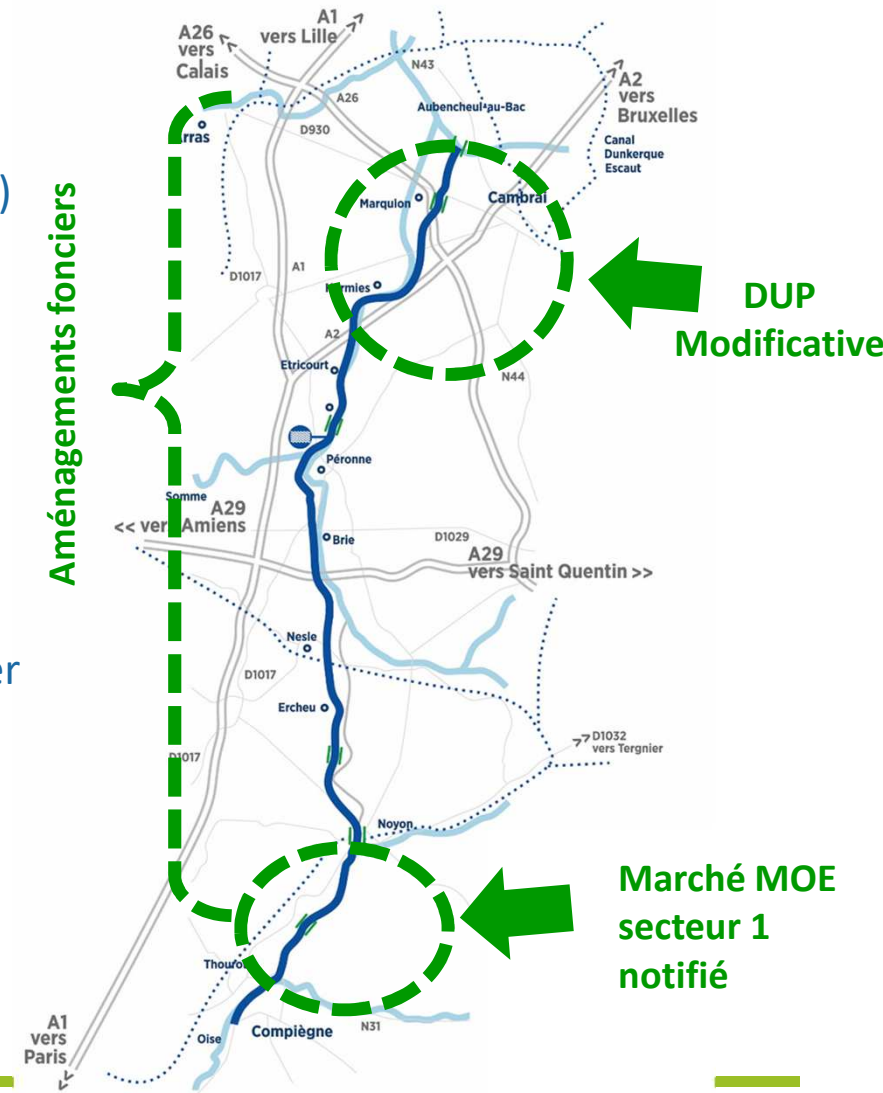 A26
vers
Calais
A1
vers Lille
N43
A26
D930
Aubencheul-au-Bac
A2
vers
Bruxelles
Canal
Dunkerque
Escaut
rras
)
Marquion
Cambrai
Aménagements fonciers
D1017
A1
rmies
DUP
Modificative
A2
Etricourt
N44
Péronne
Somme
A29
<< vers Amiens
Brie
D1029
A29
vers Saint Quentin >>
Nesle
er
D1017
Ercheu
D1032
vers Tergnier
D1017
Noyon
Marché MOE
secteur 1
notifié
Thouro
A1
vers
Paris
Oise
Compiègne
N31